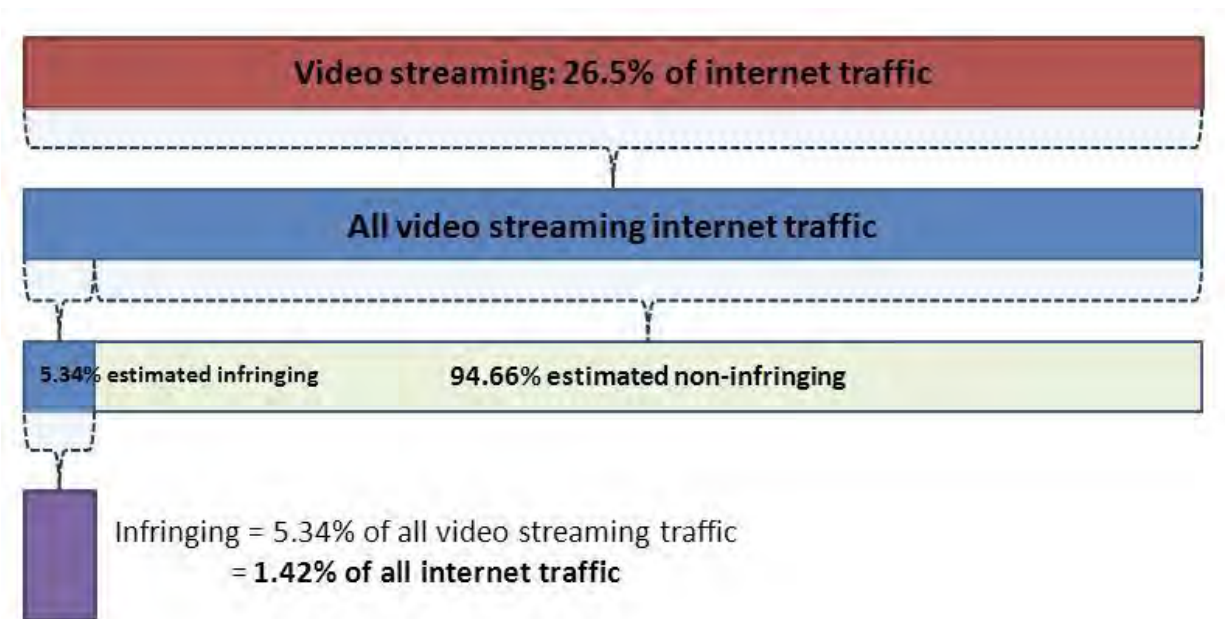 Video streaming: 26.5% of internet traffic
All video streaming internet traffic
5.34% estimated infringing
94.66% estimated non-infringing
Infringing = 5.34% of all video streaming traffic
= 1.42% of all internet traffic